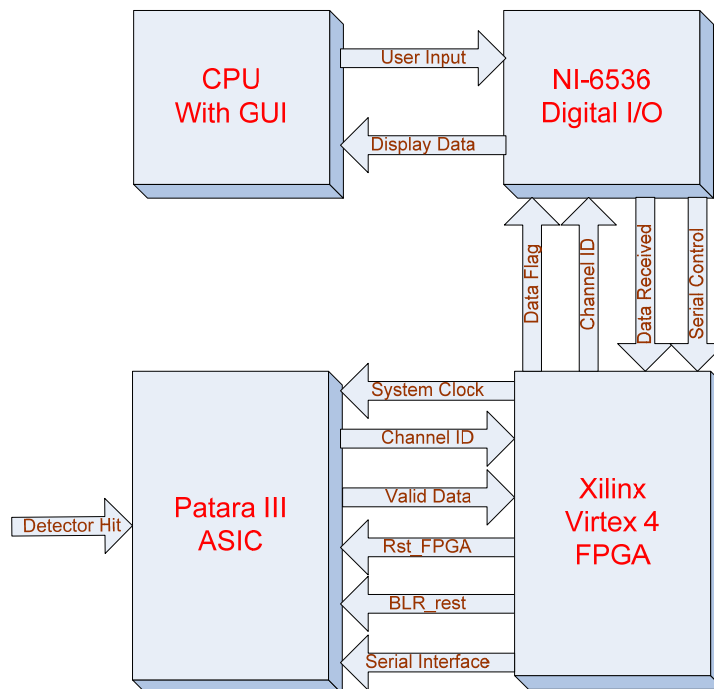 CPU
With GUI
User Input
Display Data
NI-6536
Digital I/O
Data Flag
Channel ID
Data Received
Serial Control
Detector Hit
Patara III
ASIC
System Clock
Channel ID
Valid Data
Rst_FPGA
BLR_rest
Serial Interface
Xilinx
Virtex 4
FPGA